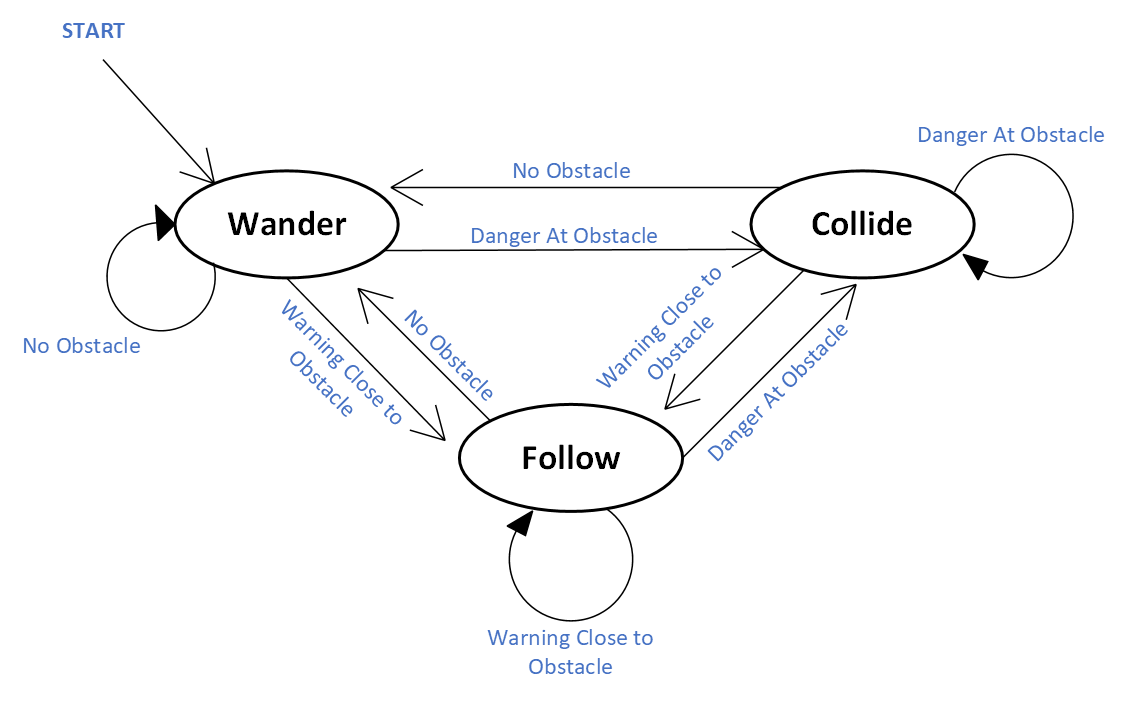 START
Danger At Obstacle
No Obstacle
Wander
Collide
Danger At Obstacle
Warning Close to
Obstacle
No Obstacle
Warning Close to
Obstacle
No Obstacle
Danger At Obstacle
Follow
Warning Close to
Obstacle